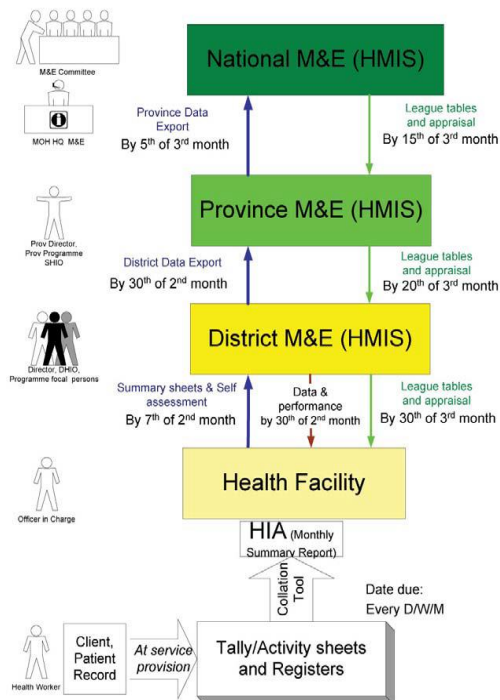 M&E Committee
National M&E (HMIS)
MOH HQ M&E
Province Data
Export
By 5th of 3rd month
League tables
and appraisal
By 15th of 3rd month
Province M&E (HMIS)
Prov Director,
Prov Programme
SHIO
District Data Export
By 30th of 2nd month
League tables
and appraisal
By 20th of 3rd month
District M&E (HMIS)
Director, DHIO,
Programme focal persons
Summary sheets & Self
assessment
By 7th of 2nd month
Data &
performance
by 30th of 2nd month
League tables
and appraisal
By 30th of 3rd month
Health Facility
Officer in Charge
HIA (Monthly
Summary Report)
Collation
Tool
Date due:
Every D/W/M
Health Worker
Client,
Patient
Record
At service
provision
Tally/Activity sheets
and Registers